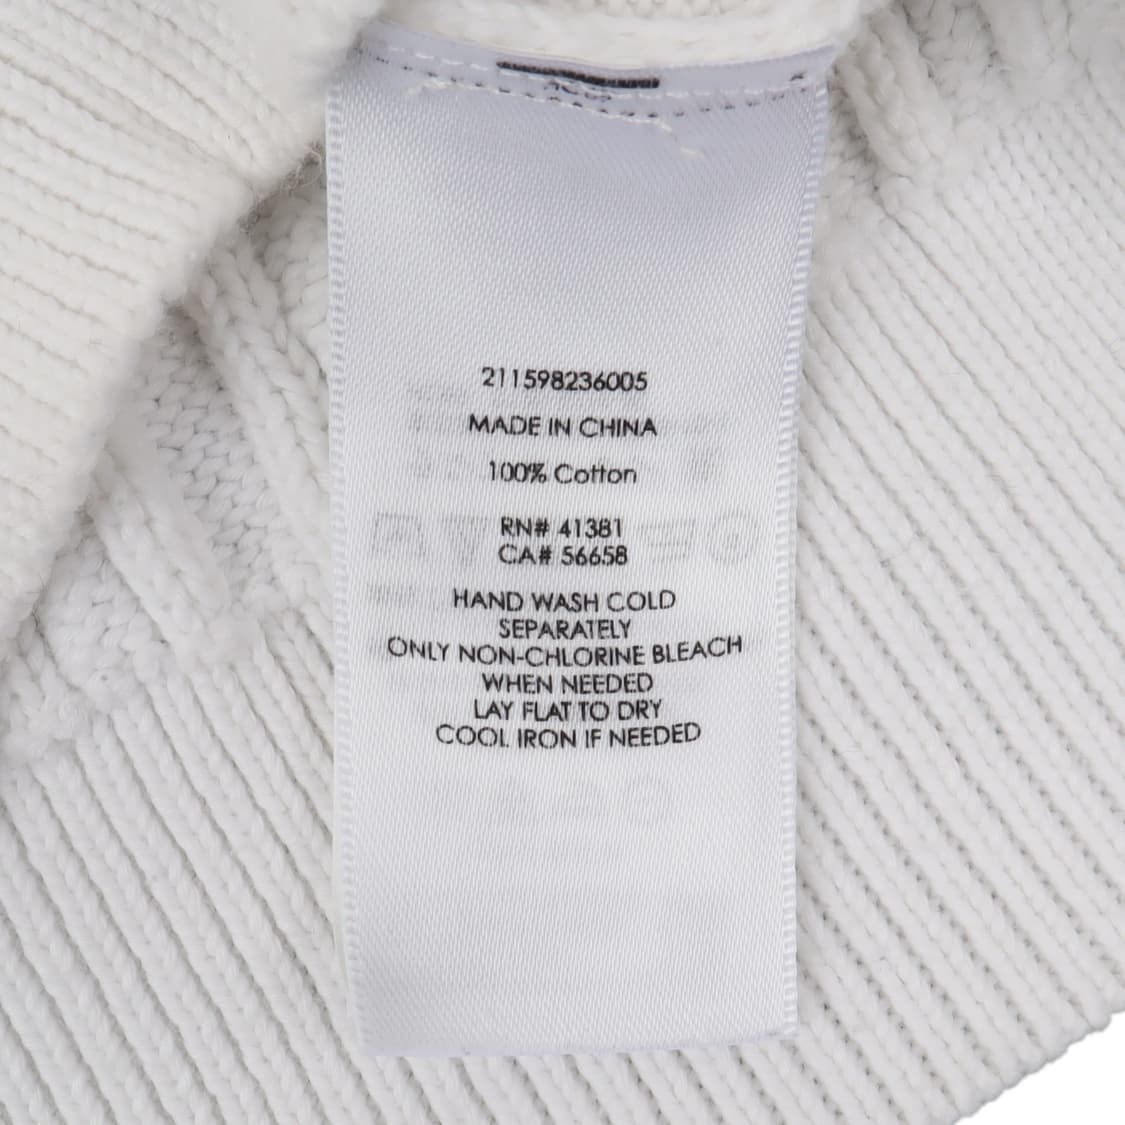 211598236005
MADE IN CHINA
100% Cotton
RN# 41381
CA# 56658
HAND WASH COLD
SEPARATELY
ONLY NON-CHLORINE BLEACH
WHEN NEEDED
LAY FLAT TO DRY
COOL IRON IF NEEDED